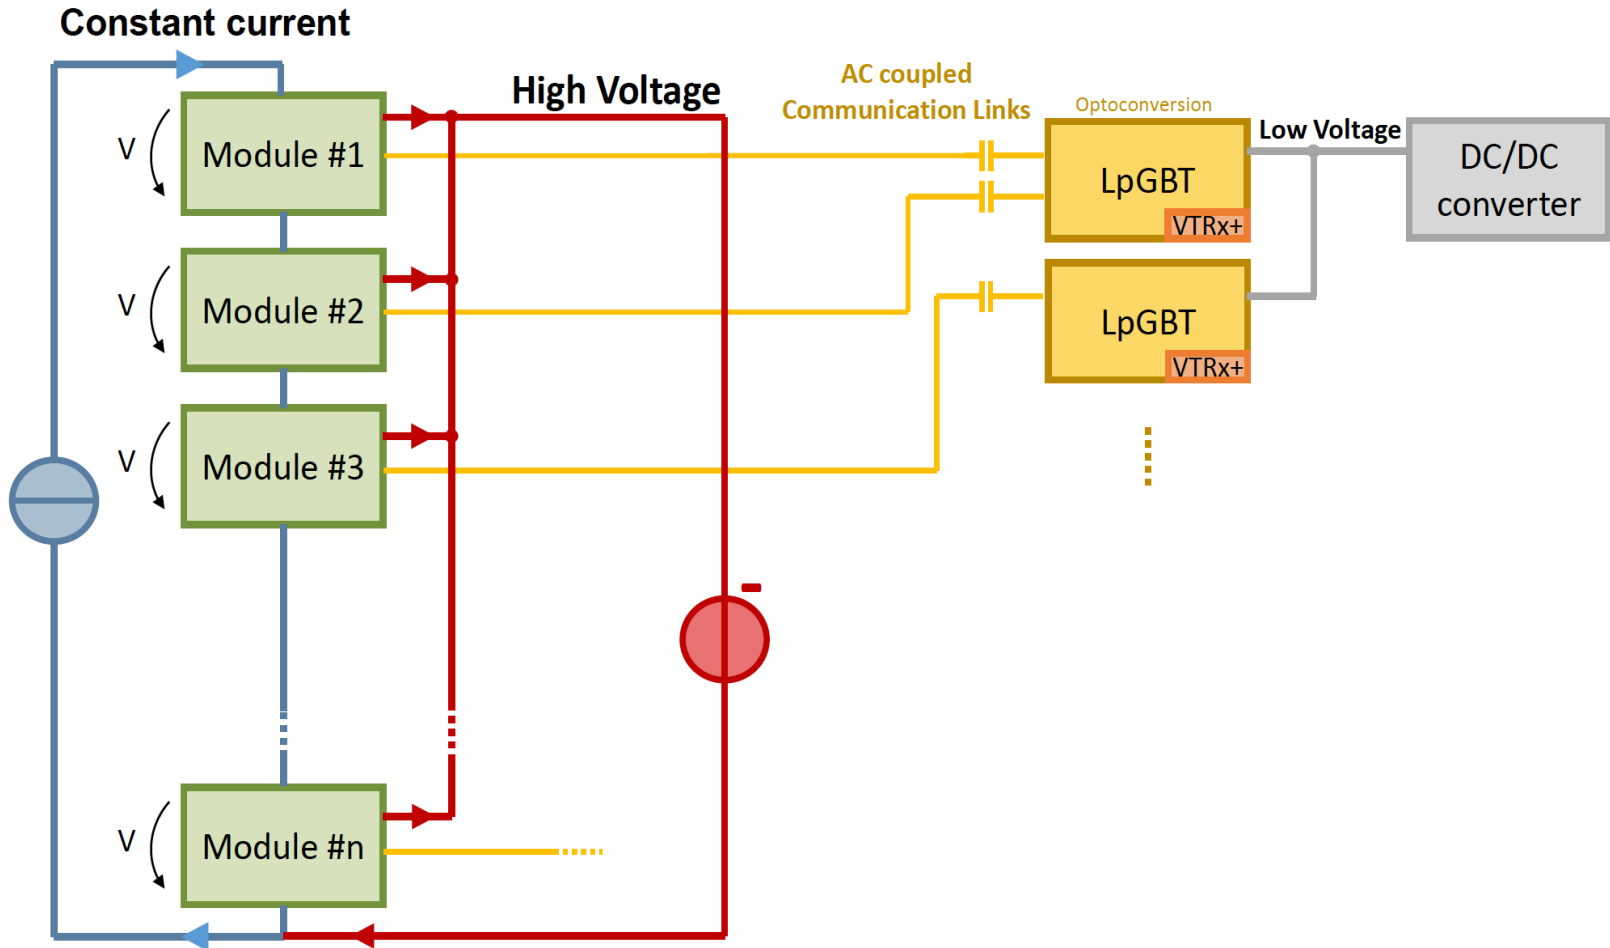 Constant current
High Voltage
AC coupled
Communication Links
Optoconversion
Low Voltage
V
Module #1
LpGBT
VTRx+
DC/DC
converter
V
Module #2
LpGBT
VTRx+
V
Module #3
-
V
Module #n